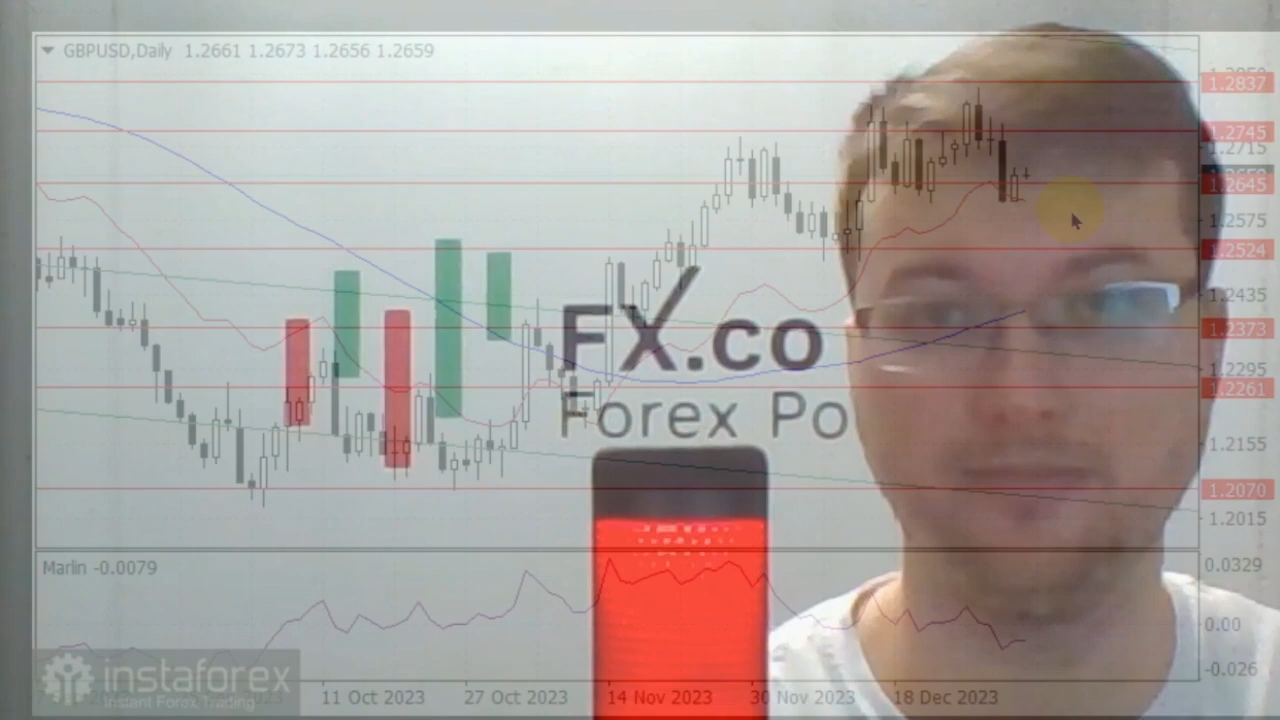 GBPUSD,Daily 1.2661 1.2673 1.2656 1.2659
1.2837
1.2745
1.2715
1.2645
1.2575
1.2524
1.2435
1.2373
1.2295
1.2261
1.2155
1.2070
1.2015
FX.co
Forex Po
Marlin -0.0079
0.0329
0.00
-0.026
instaforex
Instant Forex Trading
11 Oct 2023 27 Oct 2023 14 Nov 2023 30 Nov 2023 18 Dec 2023